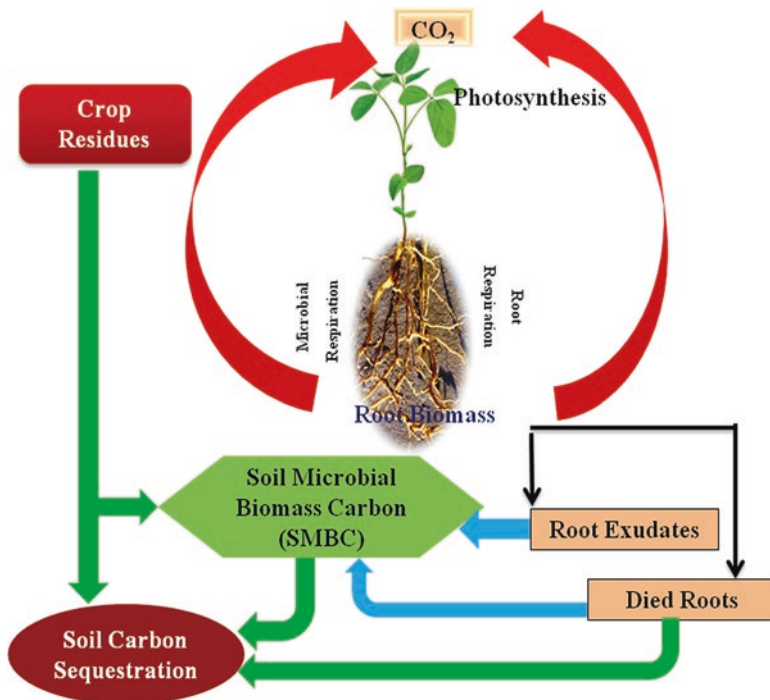 CO₂
Photosynthesis
Crop
Residues
Microbial
Respiration
Root
Respiration
Root Biomass
Soil Microbial
Biomass Carbon
(SMBC)
Root Exudates
Died Roots
Soil Carbon
Sequestration